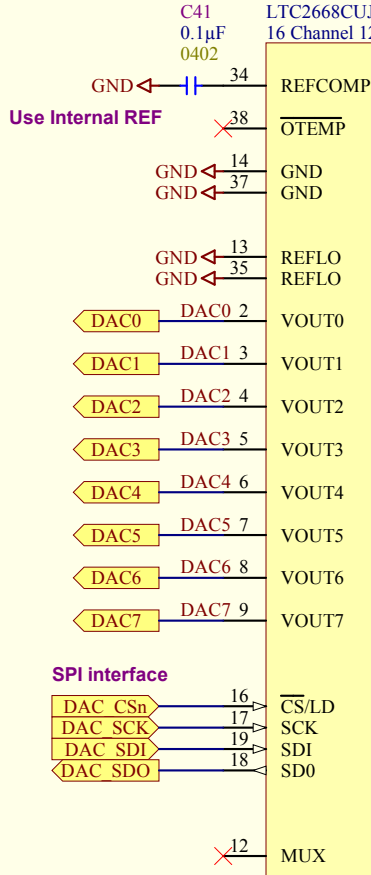 C41 LTC2668CUJ
0.1µF 16 Channel 12
0402
GND 34 REFCOMP
Use Internal REF
38 OTEMP
GND 14 GND
GND 37 GND
GND 13 REFLO
GND 35 REFLO
DAC0 DAC0 2 VOUT0
DAC1 DAC1 3 VOUT1
DAC2 DAC2 4 VOUT2
DAC3 DAC3 5 VOUT3
DAC4 DAC4 6 VOUT4
DAC5 DAC5 7 VOUT5
DAC6 DAC6 8 VOUT6
DAC7 DAC7 9 VOUT7
SPI interface
DAC_CSn 16 CS/LD
DAC_SCK 17 SCK
DAC_SDI 19 SDI
DAC_SDO 18 SD0
12 MUX